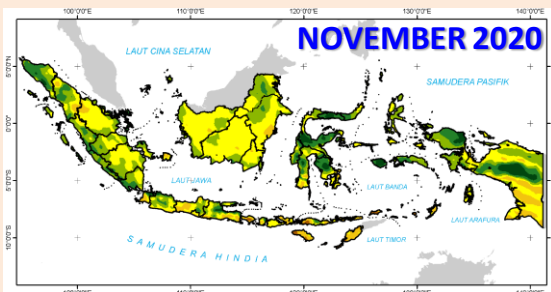 100°0'0"E 110°0'0"E 120°0'0"E 130°0'0"E 140°0'0"E
NOVEMBER 2020
LAUT CINA SELATAN
SAMUDERA PASIFIK
5°0'0"N
0°0'0"
5°0'0"S
10°0'0"S
LAUT JAWA
LAUT BANDA
LAUT ARAFURA
LAUT TIMOR
SAMUDERA HINDIA